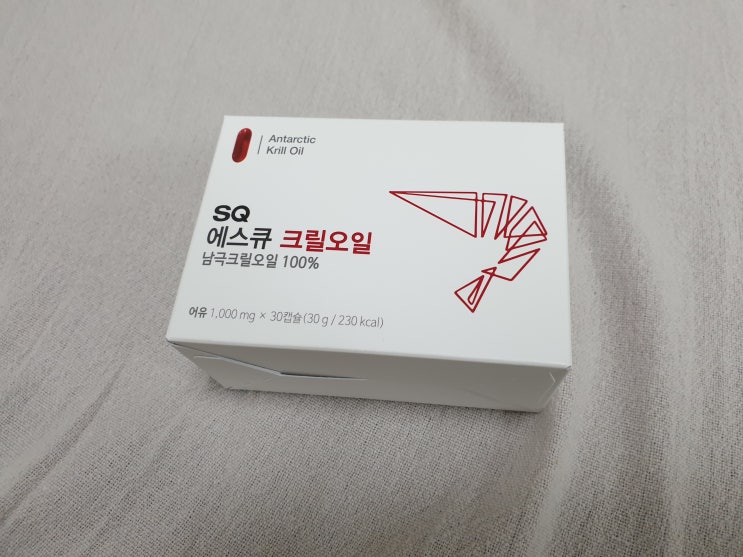 Antarctic
Krill Oil
SQ
에스큐 크릴오일
남극크릴오일 100%
어유 1,000 mg × 30캡슐(30 g / 230 kcal)